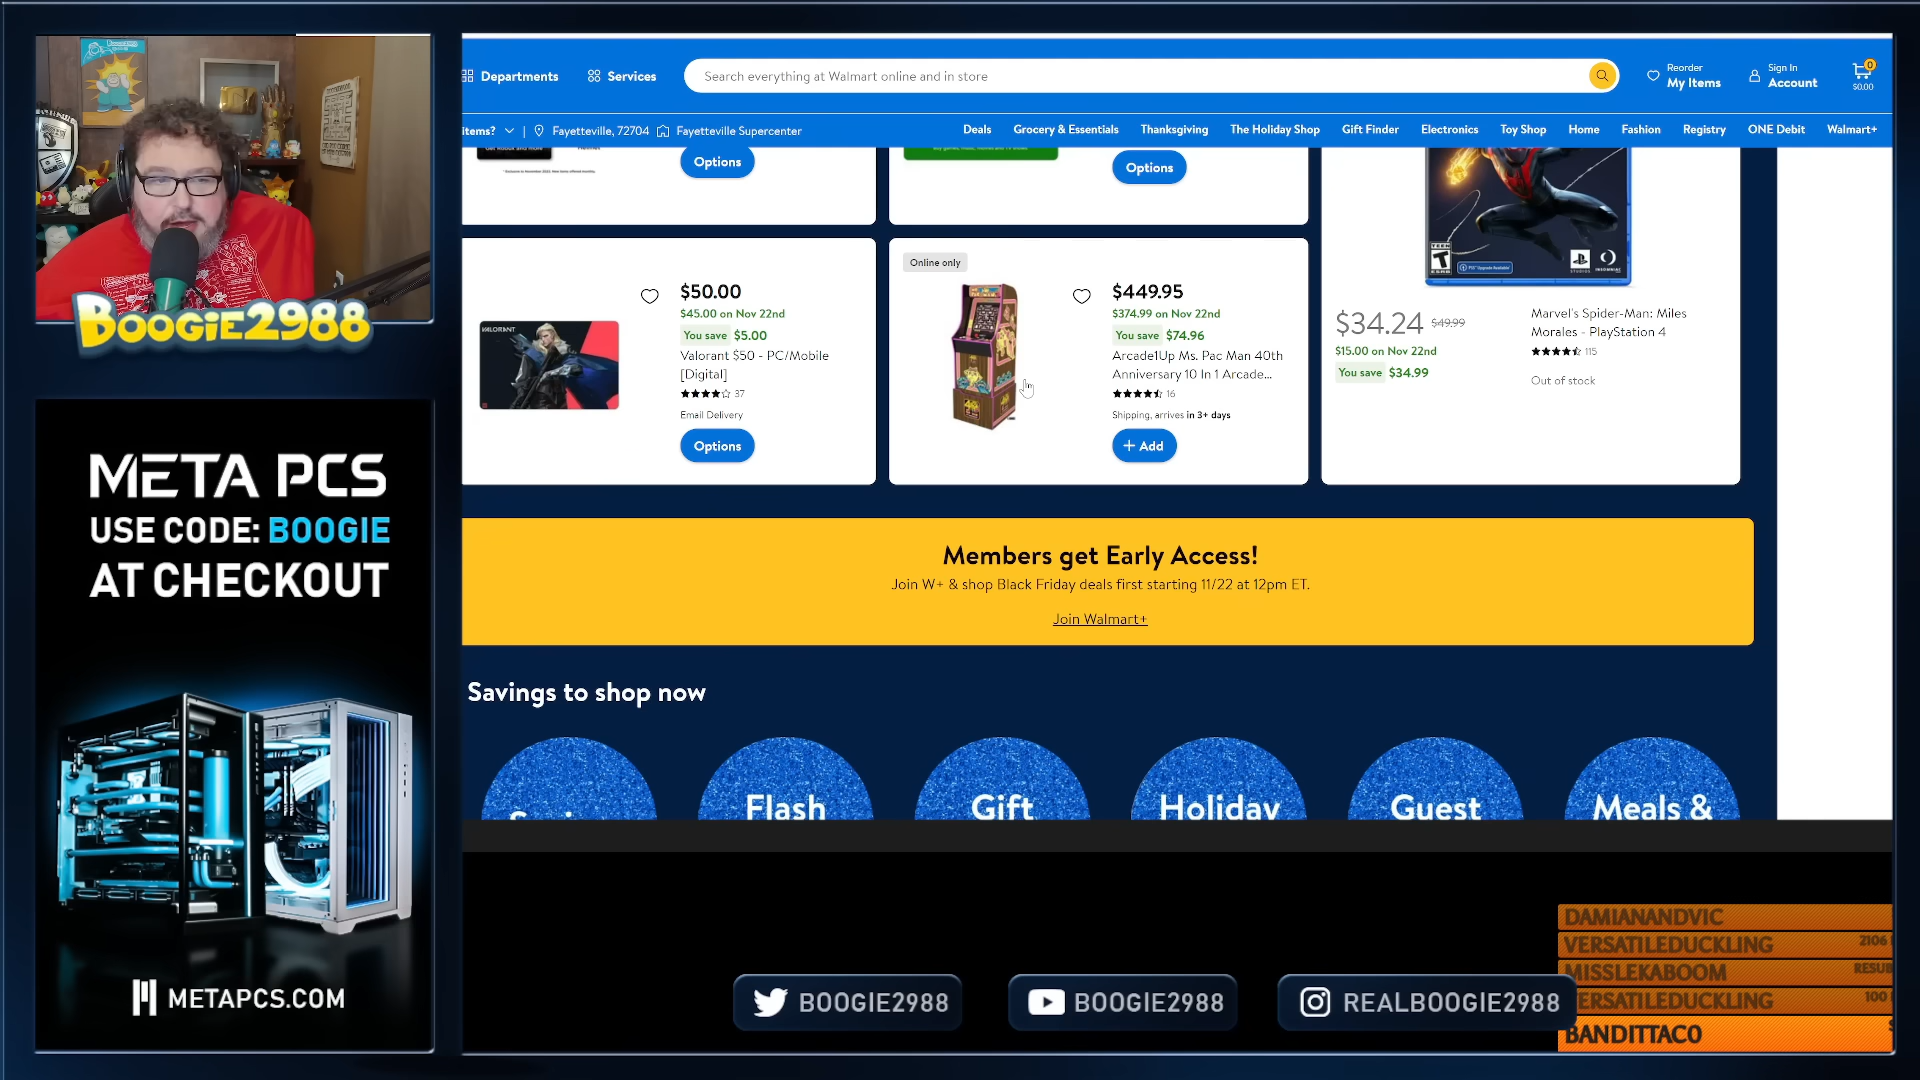 BOOGIE2988
META PCS
USE CODE: BOOGIE
AT CHECKOUT
METAPCS.COM
Departments
Services
Search everything at Walmart online and in store
Reorder
My Items
Sign In
Account
0
$0.00
items?
Fayetteville, 72704
Fayetteville Supercenter
Deals
Grocery & Essentials
Thanksgiving
The Holiday Shop
Gift Finder
Electronics
Toy Shop
Home
Fashion
Registry
ONE Debit
Walmart+
Options
Options
$50.00
$45.00 on Nov 22nd
You save $5.00
Valorant $50 - PC/Mobile
[Digital]
37
Email Delivery
Options
VALORANT
Online only
$449.95
$374.99 on Nov 22nd
You save $74.96
Arcade1Up Ms. Pac Man 40th
Anniversary 10 In 1 Arcade...
16
Shipping, arrives in 3+ days
+ Add
TEEN
T
$34.24 $49.99
$15.00 on Nov 22nd
You save $34.99
Marvel's Spider-Man: Miles
Morales - PlayStation 4
115
Out of stock
Members get Early Access!
Join W+ & shop Black Friday deals first starting 11/22 at 12pm ET.
Join Walmart+
Savings to shop now
Flash
Gift
Holiday
Guest
Meals &
DAMIANANDVIC
VERSATILEDUCKLING 2106
MISSLEKABOOM RESUB
VERSATILEDUCKLING 100
BANDITTACO
BOOGIE2988
BOOGIE2988
REALBOOGIE2988